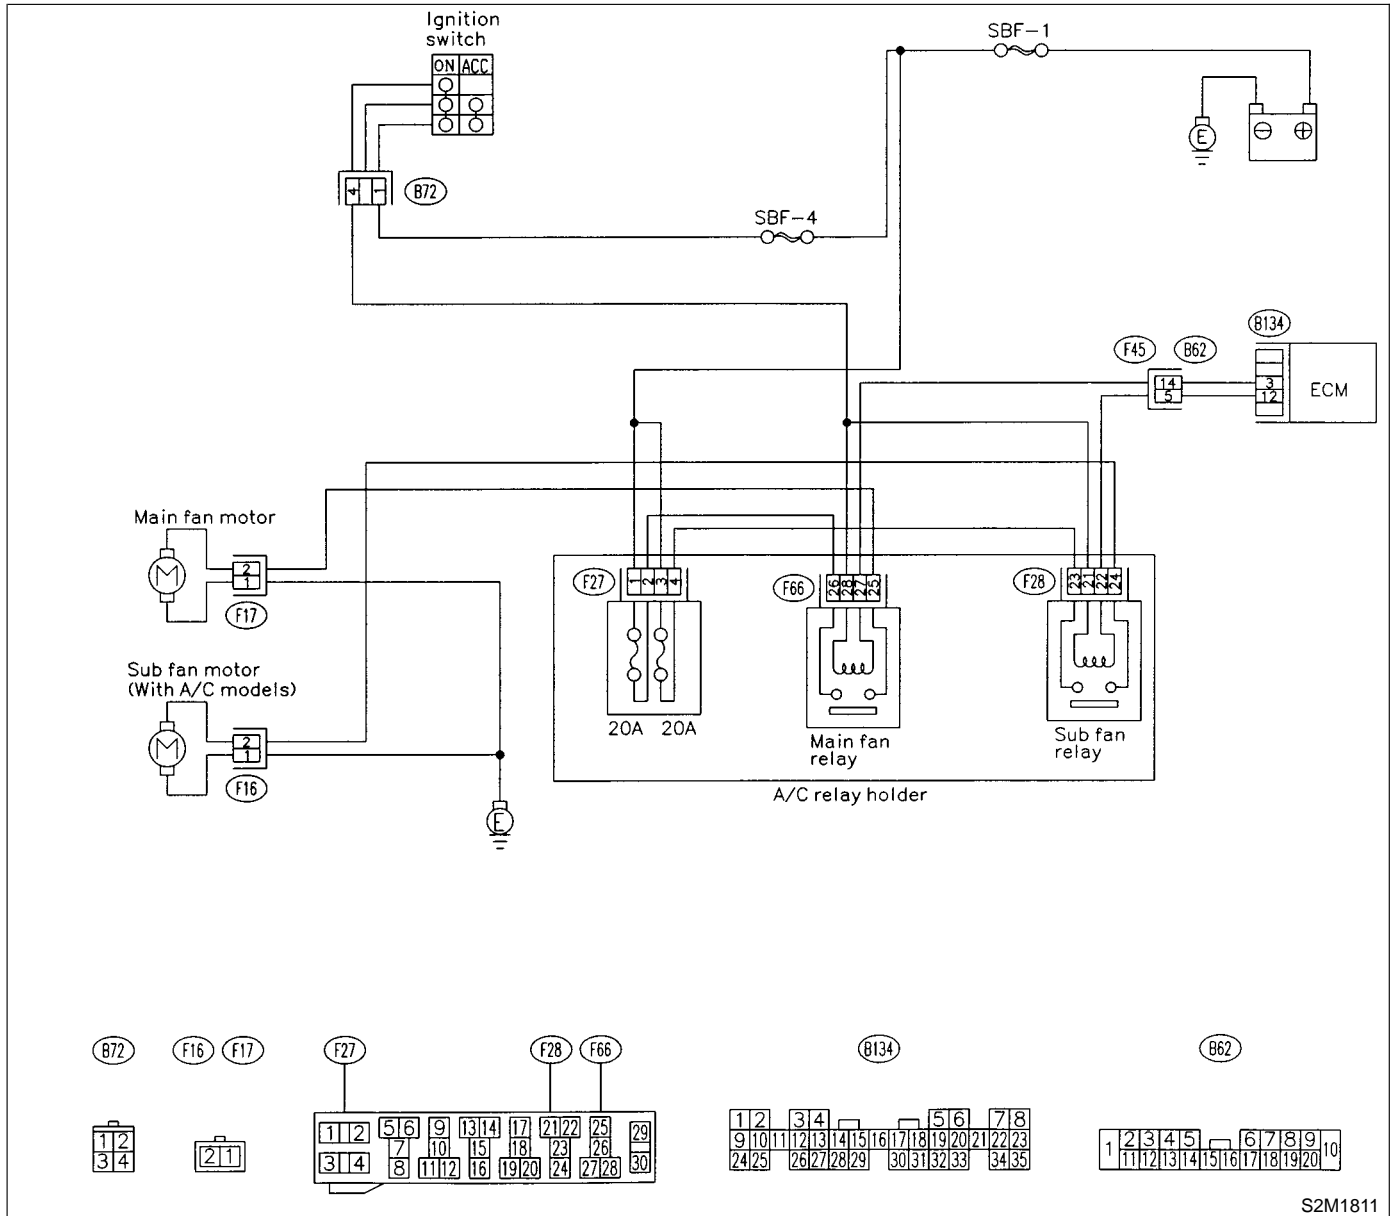 Ignition
switch
ON ACC
SBF-1
E
4 1
B72
SBF-4
B134
F45 B62
14 3
5 12
ECM
Main fan motor
M
2
1
F17
F27
1 2 3 4
F66
26 28 27 25
F28
23 21 22 24
Sub fan motor
(With A/C models)
M
2
1
F16
20A 20A
Main fan
relay
Sub fan
relay
A/C relay holder
E
B72
F16 F17
F27
F28 F66
B134
B62
1 2
3 4
2 1
1 2 5 6 9 13 14 17 21 22 25 29
7 10 15 18 23 26
3 4 8 11 12 16 19 20 24 27 28 30
1 2 3 4 5 6 7 8
9 10 11 12 13 14 15 16 17 18 19 20 21 22 23
24 25 26 27 28 29 30 31 32 33 34 35
1 2 3 4 5 6 7 8 9 10
11 12 13 14 15 16 17 18 19 20
S2M1811